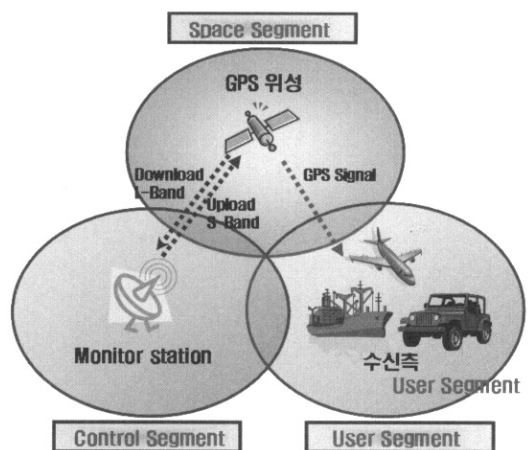 Space Segment
GPS 위성
Download
L-Band
Upload
S-Band
GPS Signal
Monitor station
수신측
User Segment
Control Segment
User Segment